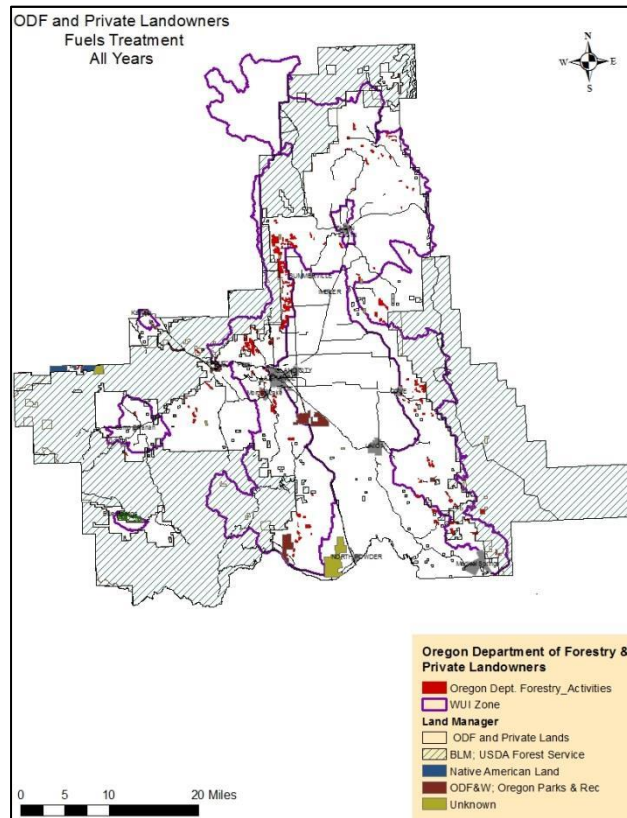 ODF and Private Landowners
Fuels Treatment
All Years
N
W E
S
NORTH POWDER
0 5 10 20 Miles
Oregon Department of Forestry &
Private Landowners
Oregon Dept. Forestry_Activities
WUI Zone
Land Manager
ODF and Private Lands
BLM; USDA Forest Service
Native American Land
ODF&W; Oregon Parks & Rec
Unknown